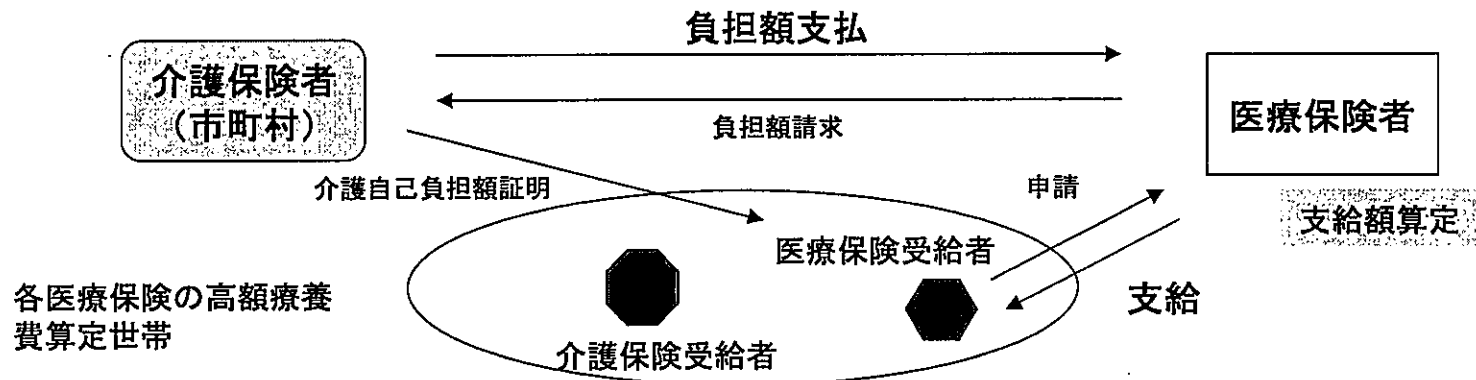 負担額支払
介護保険者
（市町村）
負担額請求
医療保険者
介護自己負担額証明
申請
支給額算定
医療保険受給者
各医療保険の高額療養
費算定世帯
支給
介護保険受給者